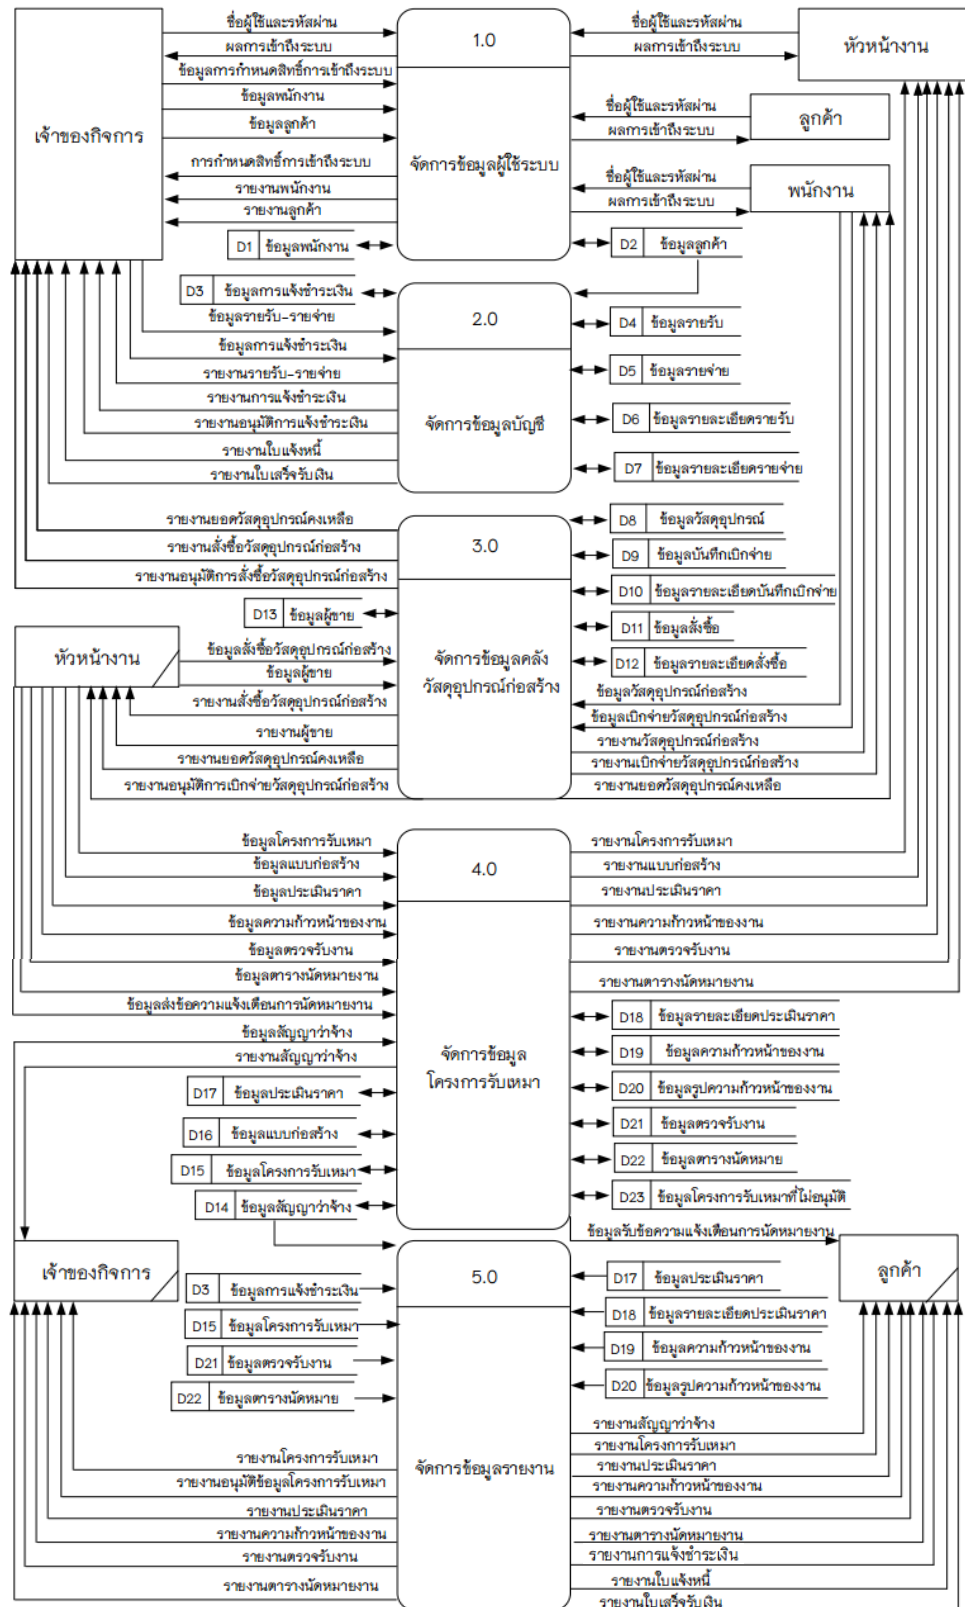 ชื่อผู้ใช้และรหัสผ่าน
ผลการเข้าถึงระบบ
ข้อมูลการกำหนดสิทธิ์การเข้าถึงระบบ
ข้อมูลพนักงาน
ข้อมูลลูกค้า
เจ้าของกิจการ
การกำหนดสิทธิ์การเข้าถึงระบบ
รายงานพนักงาน
รายงานลูกค้า
1.0
จัดการข้อมูลผู้ใช้ระบบ
ชื่อผู้ใช้และรหัสผ่าน
ผลการเข้าถึงระบบ
หัวหน้างาน
ชื่อผู้ใช้และรหัสผ่าน
ผลการเข้าถึงระบบ
ลูกค้า
ชื่อผู้ใช้และรหัสผ่าน
ผลการเข้าถึงระบบ
พนักงาน
D1 ข้อมูลพนักงาน
D2 ข้อมูลลูกค้า
D3 ข้อมูลการแจ้งชำระเงิน
ข้อมูลรายรับ-รายจ่าย
ข้อมูลการแจ้งชำระเงิน
รายงานรายรับ-รายจ่าย
รายงานการแจ้งชำระเงิน
รายงานอนุมัติการแจ้งชำระเงิน
รายงานใบแจ้งหนี้
รายงานใบเสร็จรับเงิน
2.0
จัดการข้อมูลบัญชี
D4 ข้อมูลรายรับ
D5 ข้อมูลรายจ่าย
D6 ข้อมูลรายละเอียดรายรับ
D7 ข้อมูลรายละเอียดรายจ่าย
รายงานยอดวัสดุอุปกรณ์คงเหลือ
รายงานสั่งซื้อวัสดุอุปกรณ์ก่อสร้าง
รายงานอนุมัติการสั่งซื้อวัสดุอุปกรณ์ก่อสร้าง
D13 ข้อมูลผู้ขาย
หัวหน้างาน
ข้อมูลสั่งซื้อวัสดุอุปกรณ์ก่อสร้าง
ข้อมูลผู้ขาย
รายงานสั่งซื้อวัสดุอุปกรณ์ก่อสร้าง
รายงานผู้ขาย
รายงานยอดวัสดุอุปกรณ์คงเหลือ
รายงานอนุมัติการเบิกจ่ายวัสดุอุปกรณ์ก่อสร้าง
3.0
จัดการข้อมูลคลัง
วัสดุอุปกรณ์ก่อสร้าง
D8 ข้อมูลวัสดุอุปกรณ์
D9 ข้อมูลบันทึกเบิกจ่าย
D10 ข้อมูลรายละเอียดบันทึกเบิกจ่าย
D11 ข้อมูลสั่งซื้อ
D12 ข้อมูลรายละเอียดสั่งซื้อ
ข้อมูลวัสดุอุปกรณ์ก่อสร้าง
ข้อมูลเบิกจ่ายวัสดุอุปกรณ์ก่อสร้าง
รายงานวัสดุอุปกรณ์ก่อสร้าง
รายงานเบิกจ่ายวัสดุอุปกรณ์ก่อสร้าง
รายงานยอดวัสดุอุปกรณ์คงเหลือ
ข้อมูลโครงการรับเหมา
ข้อมูลแบบก่อสร้าง
ข้อมูลประเมินราคา
ข้อมูลความก้าวหน้าของงาน
ข้อมูลตรวจรับงาน
ข้อมูลตารางนัดหมายงาน
ข้อมูลส่งข้อความแจ้งเตือนการนัดหมายงาน
ข้อมูลสัญญาว่าจ้าง
รายงานสัญญาว่าจ้าง
D17 ข้อมูลประเมินราคา
D16 ข้อมูลแบบก่อสร้าง
D15 ข้อมูลโครงการรับเหมา
D14 ข้อมูลสัญญาว่าจ้าง
4.0
จัดการข้อมูล
โครงการรับเหมา
รายงานโครงการรับเหมา
รายงานแบบก่อสร้าง
รายงานประเมินราคา
รายงานความก้าวหน้าของงาน
รายงานตรวจรับงาน
รายงานตารางนัดหมายงาน
D18 ข้อมูลรายละเอียดประเมินราคา
D19 ข้อมูลความก้าวหน้าของงาน
D20 ข้อมูลรูปความก้าวหน้าของงาน
D21 ข้อมูลตรวจรับงาน
D22 ข้อมูลตารางนัดหมาย
D23 ข้อมูลโครงการรับเหมาที่ไม่อนุมัติ
ข้อมูลรับข้อความแจ้งเตือนการนัดหมายงาน
เจ้าของกิจการ
ลูกค้า
D3 ข้อมูลการแจ้งชำระเงิน
D15 ข้อมูลโครงการรับเหมา
D21 ข้อมูลตรวจรับงาน
D22 ข้อมูลตารางนัดหมาย
5.0
จัดการข้อมูลรายงาน
D17 ข้อมูลประเมินราคา
D18 ข้อมูลรายละเอียดประเมินราคา
D19 ข้อมูลความก้าวหน้าของงาน
D20 ข้อมูลรูปความก้าวหน้าของงาน
รายงานโครงการรับเหมา
รายงานอนุมัติข้อมูลโครงการรับเหมา
รายงานประเมินราคา
รายงานความก้าวหน้าของงาน
รายงานตรวจรับงาน
รายงานตารางนัดหมายงาน
รายงานสัญญาว่าจ้าง
รายงานโครงการรับเหมา
รายงานประเมินราคา
รายงานความก้าวหน้าของงาน
รายงานตรวจรับงาน
รายงานตารางนัดหมายงาน
รายงานการแจ้งชำระเงิน
รายงานใบแจ้งหนี้
รายงานใบเสร็จรับเงิน